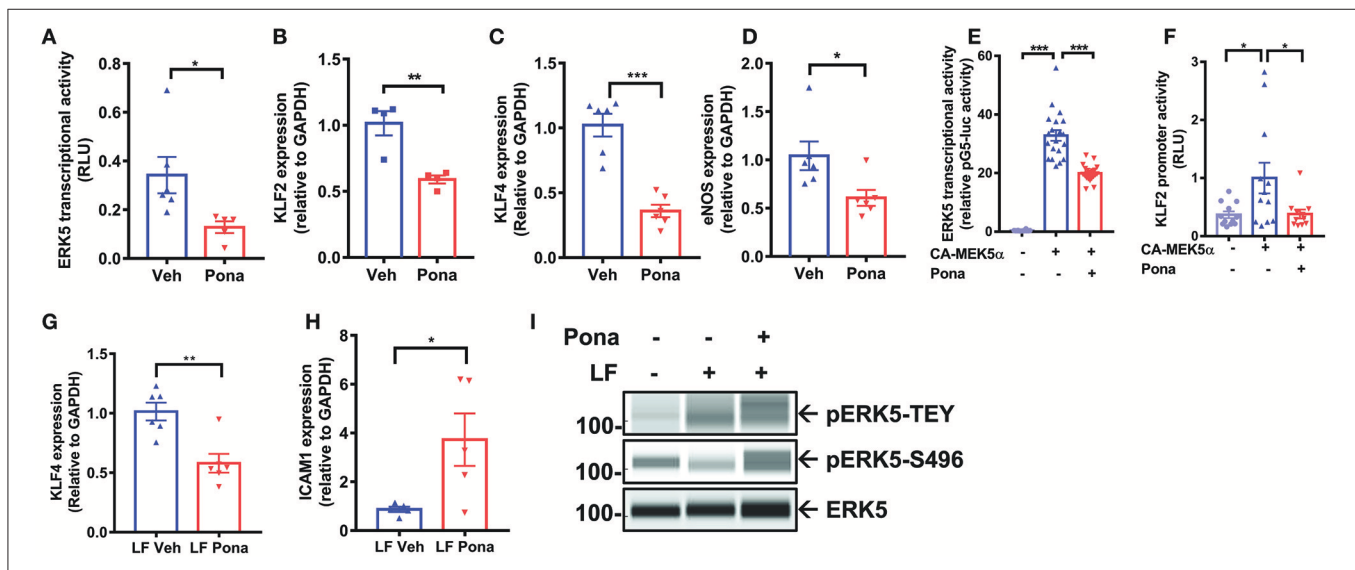 A
ERK5 transcriptional activity
(RLU)
0.8
0.6
0.4
0.2
0.0
*
Veh Pona
B
KLF2 expression
(relative to GAPDH)
1.5
1.0
0.5
0.0
**
Veh Pona
C
KLF4 expression
(Relative to GAPDH)
1.5
1.0
0.5
0.0
***
Veh Pona
D
eNOS expression
(relative to GAPDH)
2.0
1.5
1.0
0.5
0.0
*
Veh Pona
E
ERK5 transcriptional activity
(relative pG5-luc activity)
60
40
20
0
*** ***
CA-MEK5α - + +
Pona - - +
F
KLF2 promoter activity
(RLU)
3
2
1
0
* *
CA-MEK5α - + +
Pona - - +
G
KLF4 expression
(Relative to GAPDH)
1.5
1.0
0.5
0.0
**
LF Veh LF Pona
H
ICAM1 expression
(relative to GAPDH)
8
6
4
2
0
*
LF Veh LF Pona
I
Pona - - +
LF - + +
100- ← pERK5-TEY
100- ← pERK5-S496
100- ← ERK5